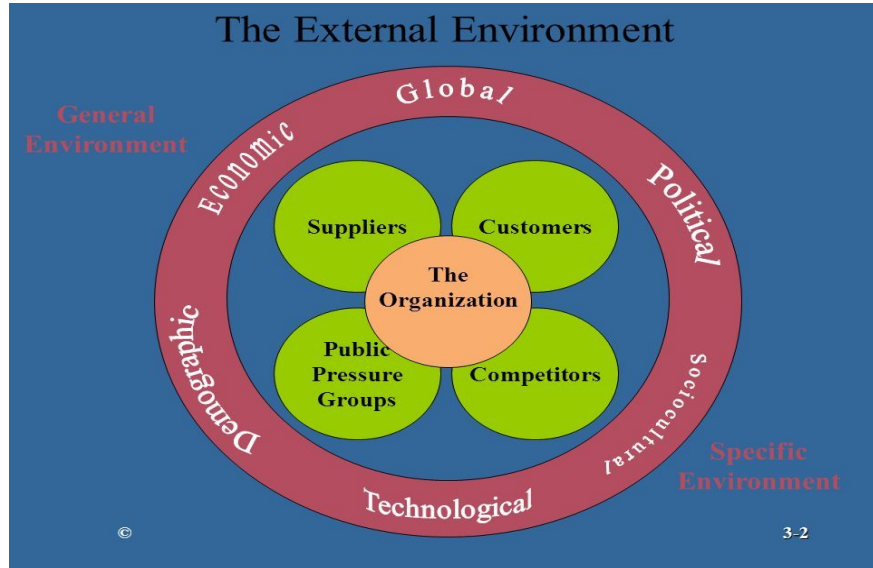 The External Environment
General
Environment
Global
Economic
Political
Suppliers
Customers
The
Organization
Public
Pressure
Groups
Competitors
Demographic
Sociocultural
Technological
Specific
Environment
©
3-2